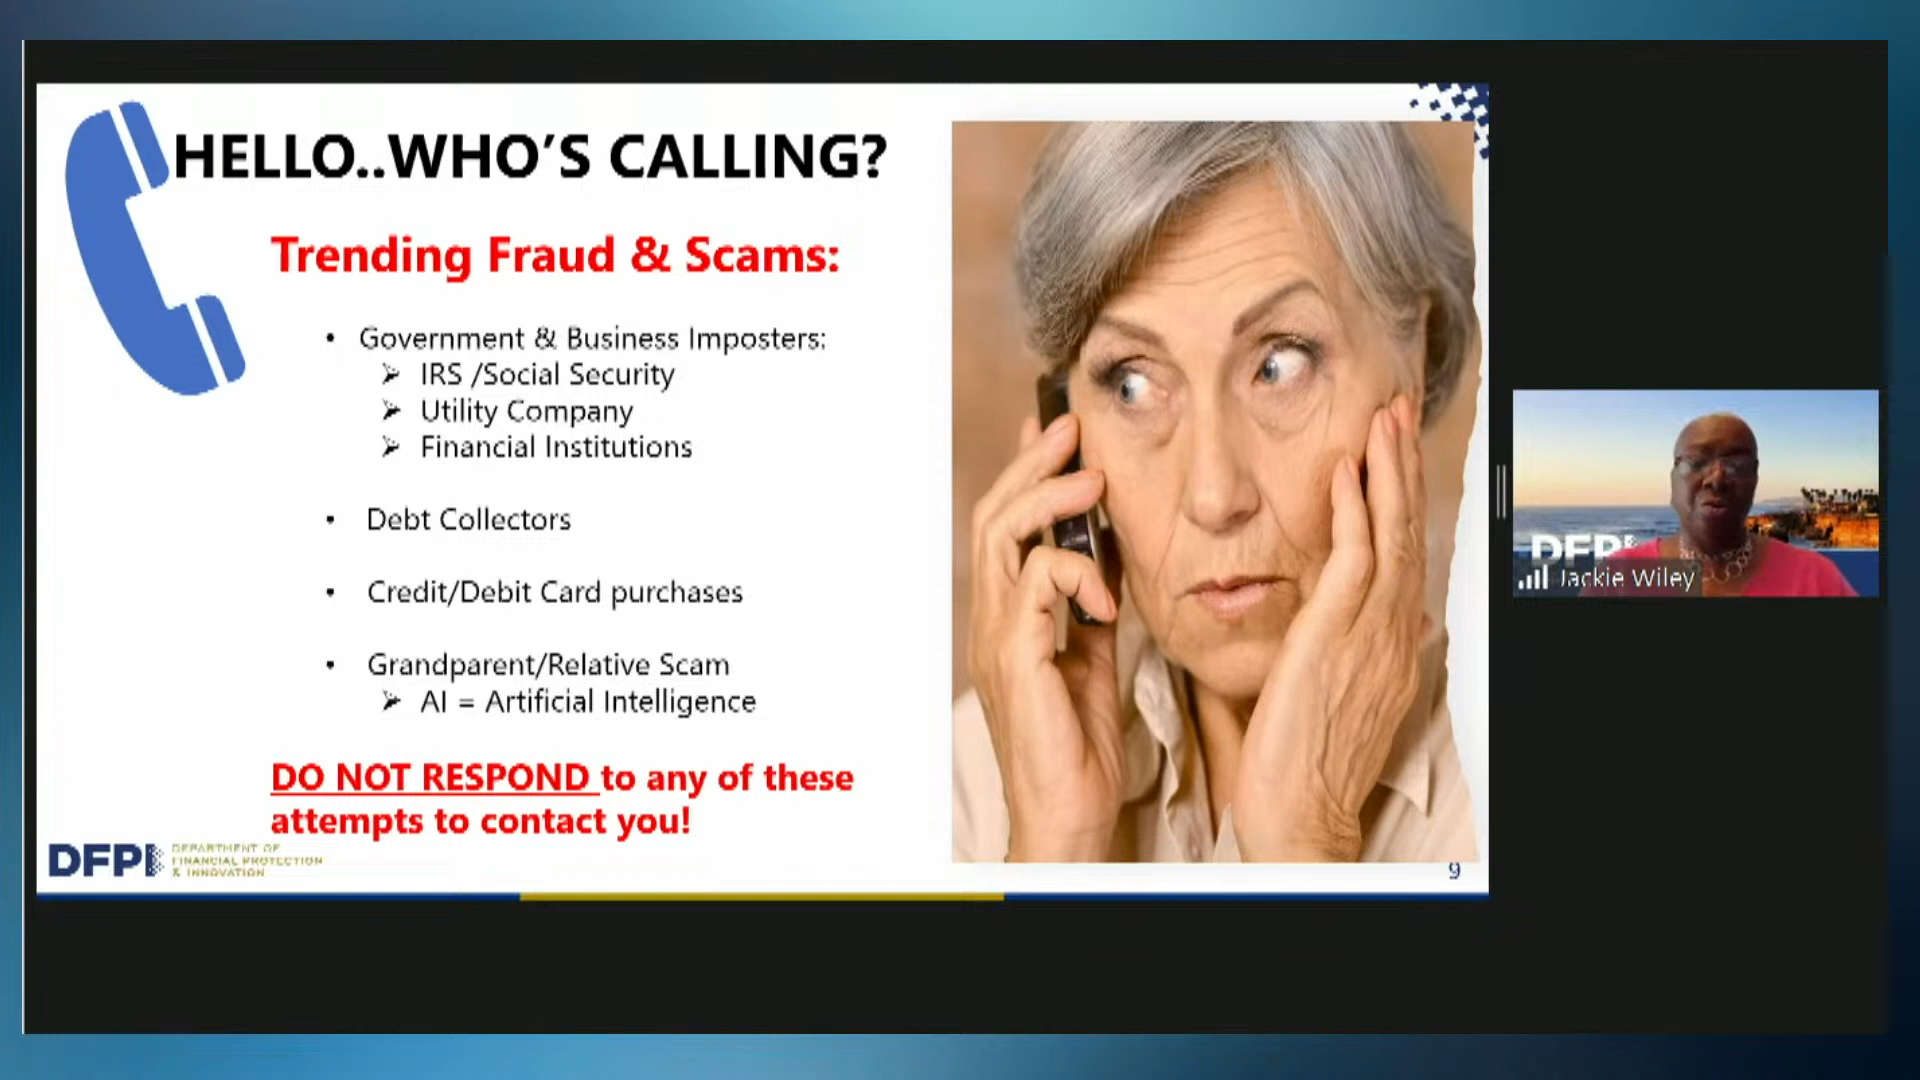 HELLO..WHO'S CALLING?
Trending Fraud & Scams:
• Government & Business Imposters:
➢ IRS /Social Security
➢ Utility Company
➢ Financial Institutions
• Debt Collectors
• Credit/Debit Card purchases
• Grandparent/Relative Scam
➢ AI = Artificial Intelligence
DO NOT RESPOND to any of these
attempts to contact you!
DFPI
DEPARTMENT OF
FINANCIAL PROTECTION
& INNOVATION
9
DFPI
Jackie Wiley